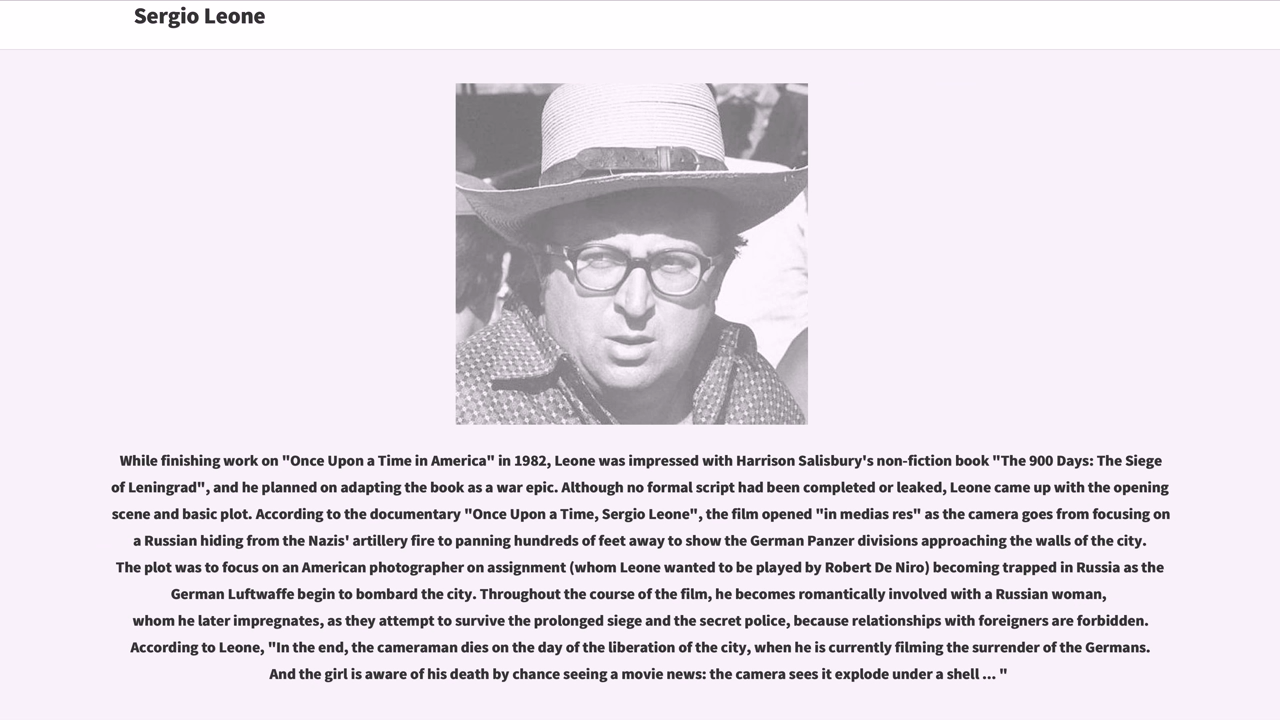 Sergio Leone
While finishing work on "Once Upon a Time in America" in 1982, Leone was impressed with Harrison Salisbury's non-fiction book "The 900 Days: The Siege
of Leningrad", and he planned on adapting the book as a war epic. Although no formal script had been completed or leaked, Leone came up with the opening
scene and basic plot. According to the documentary "Once Upon a Time, Sergio Leone", the film opened "in medias res" as the camera goes from focusing on
a Russian hiding from the Nazis' artillery fire to panning hundreds of feet away to show the German Panzer divisions approaching the walls of the city.
The plot was to focus on an American photographer on assignment (whom Leone wanted to be played by Robert De Niro) becoming trapped in Russia as the
German Luftwaffe begin to bombard the city. Throughout the course of the film, he becomes romantically involved with a Russian woman,
whom he later impregnates, as they attempt to survive the prolonged siege and the secret police, because relationships with foreigners are forbidden.
According to Leone, "In the end, the cameraman dies on the day of the liberation of the city, when he is currently filming the surrender of the Germans.
And the girl is aware of his death by chance seeing a movie news: the camera sees it explode under a shell ... "